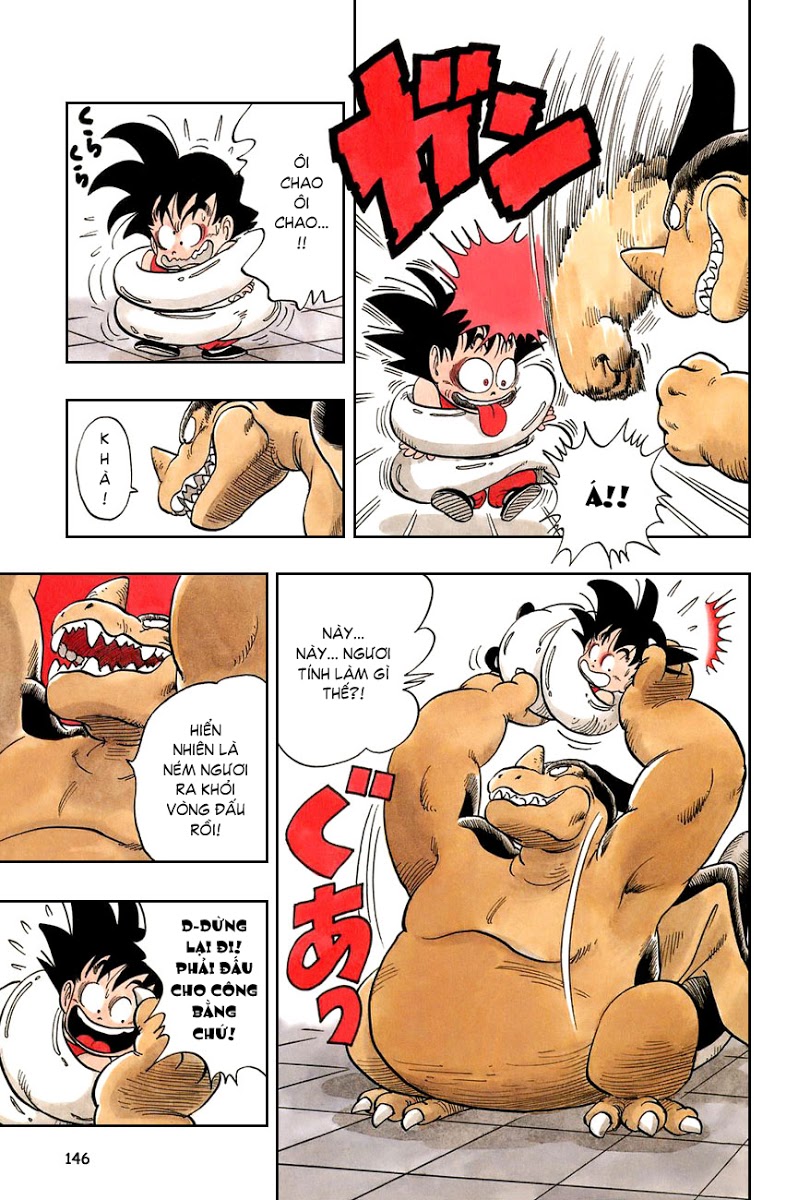 ガン
Á!!
くら
くら
ÔI
CHAO
ÔI
CHAO...
!!
K
H
À
!
NÀY...
NÀY... NGƯƠI
TÍNH LÀM GÌ
THẾ?!
ぐあっ
HIỂN
NHIÊN LÀ
NÉM NGƯƠI
RA KHỎI
VÒNG ĐẤU
RỒI!
D-DỪNG
LẠI ĐI!
PHẢI ĐẤU
CHO CÔNG
BẰNG
CHỨ!
146